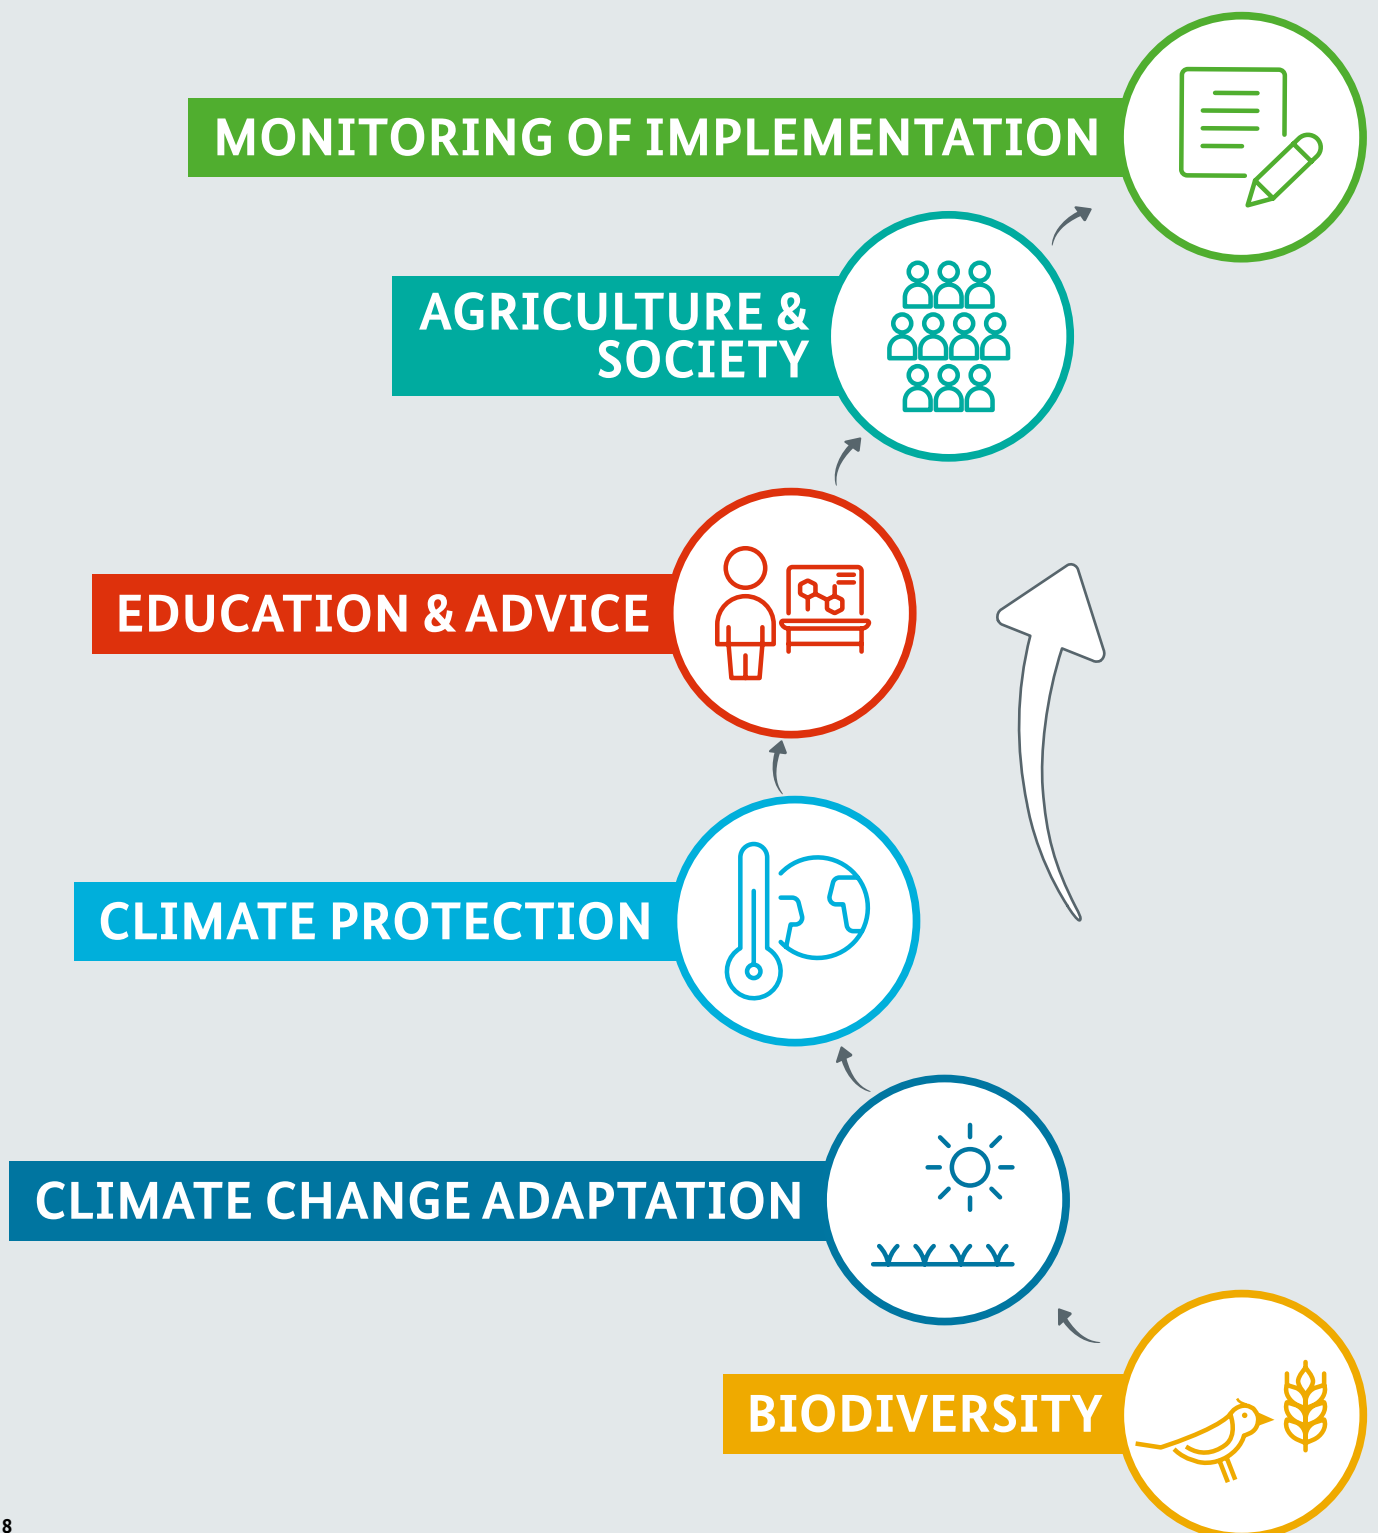 MONITORING OF IMPLEMENTATION
AGRICULTURE &
SOCIETY
EDUCATION & ADVICE
CLIMATE PROTECTION
CLIMATE CHANGE ADAPTATION
BIODIVERSITY
8